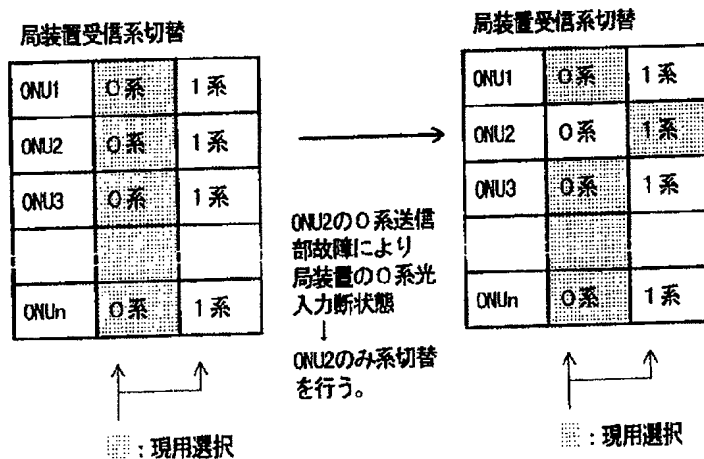 局装置受信系切替
ONU1 0系 1系
ONU2 0系 1系
ONU3 0系 1系
ONUn 0系 1系
:現用選択
ONU2の0系送信
部故障により
局装置の0系光
入力断状態
↓
ONU2のみ系切替
を行う。
局装置受信系切替
ONU1 0系 1系
ONU2 0系 1系
ONU3 0系 1系
ONUn 0系 1系
:現用選択